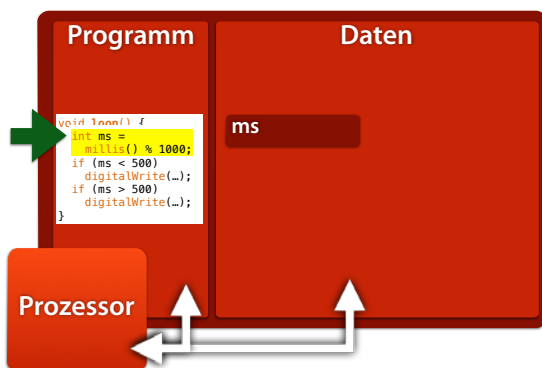 Programm
Daten
void loop() {
int ms =
millis() % 1000;
if (ms < 500)
digitalWrite(…);
if (ms > 500)
digitalWrite(…);
}
ms
Prozessor